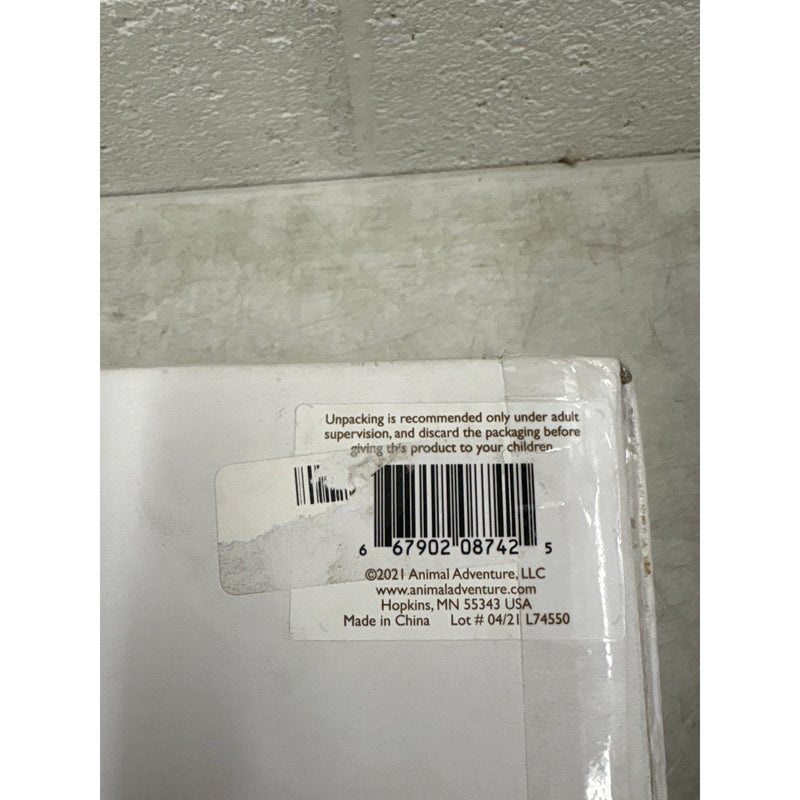 Unpacking is recommended only under adult
supervision, and discard the packaging before
giving this product to your children
6 67902 08742 5
©2021 Animal Adventure, LLC
www.animaladventure.com
Hopkins, MN 55343 USA
Made in China Lot # 04/21 L74550